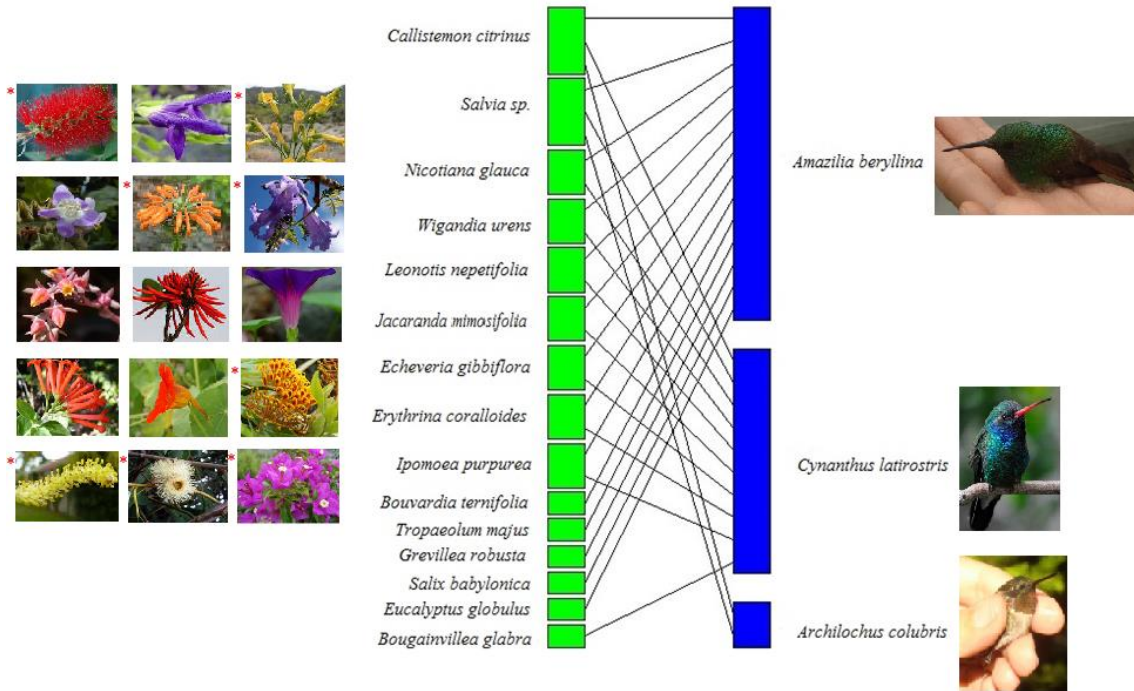 Callistemon citrinus
Salvia sp.
Nicotiana glauca
Wigandia urens
Leonotis nepetifolia
Jacaranda mimosifolia
Echeveria gibbiflora
Erythrina coralloides
Ipomoea purpurea
Bouvardia ternifolia
Tropaeolum majus
Grevillea robusta
Salix babylonica
Eucalyptus globulus
Bougainvillea glabra
Amazilia beryllina
Cynanthus latirostris
Archilochus colubris